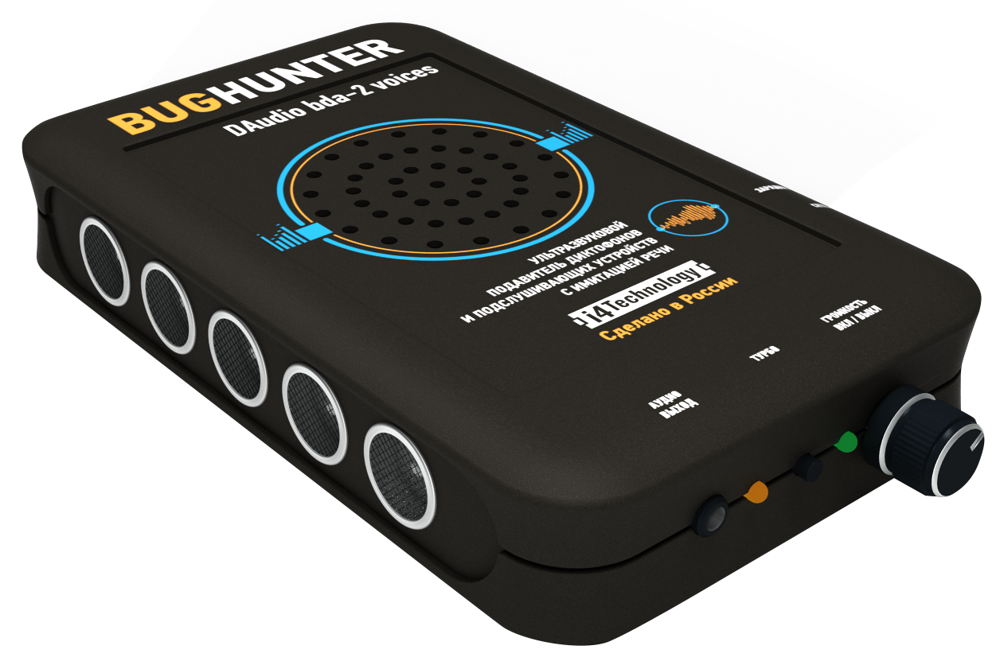 BUGHUNTER
DAudio bda-2 voices
УЛЬТРАЗВУКОВОЙ
ПОДАВИТЕЛЬ ДИКТОФОНОВ
И ПОДСЛУШИВАЮЩИХ УСТРОЙСТВ
С ИМИТАЦИЕЙ РЕЧИ
i4Technology
Сделано в России
ГРОМКОСТЬ
ВКЛ / ВЫКЛ
ТУРБО
АУДИО
ВЫХОД